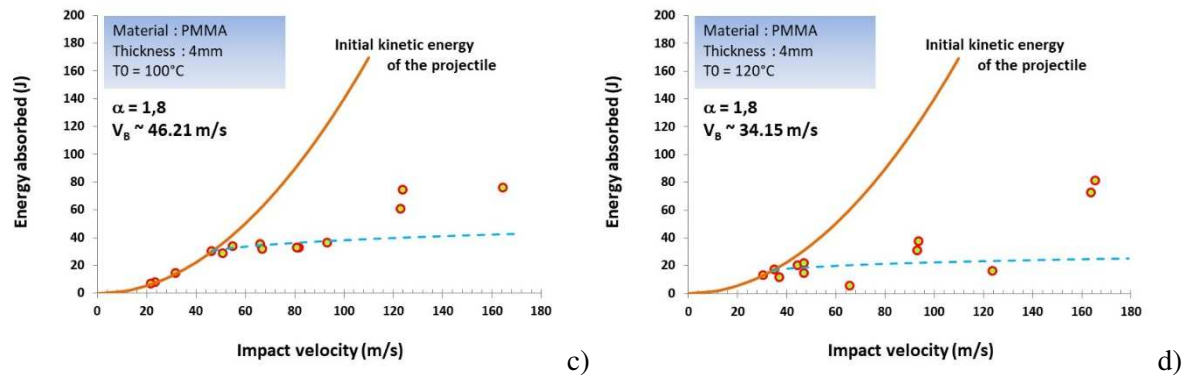 Material : PMMA
Thickness : 4mm
T0 = 100°C
α = 1,8
V_B ~ 46.21 m/s
Initial kinetic energy
of the projectile
Energy absorbed (J)
200
180
160
140
120
100
80
60
40
20
0
0 20 40 60 80 100 120 140 160 180
Impact velocity (m/s)
c)
Material : PMMA
Thickness : 4mm
T0 = 120°C
α = 1,8
V_B ~ 34.15 m/s
Initial kinetic energy
of the projectile
Energy absorbed (J)
200
180
160
140
120
100
80
60
40
20
0
0 20 40 60 80 100 120 140 160 180
Impact velocity (m/s)
d)